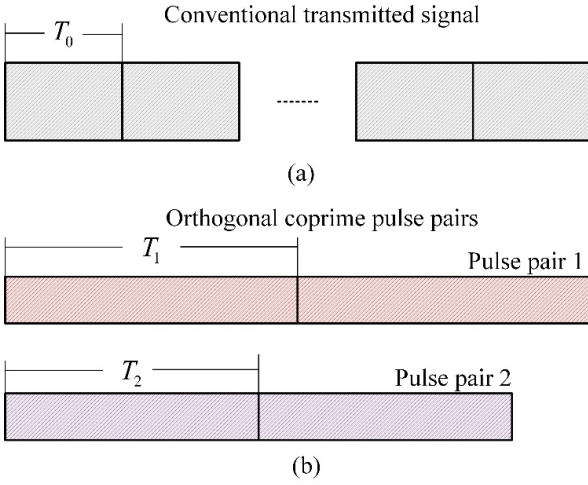 Conventional transmitted signal
T₀
(a)
Orthogonal coprime pulse pairs
T₁
Pulse pair 1
T₂
Pulse pair 2
(b)